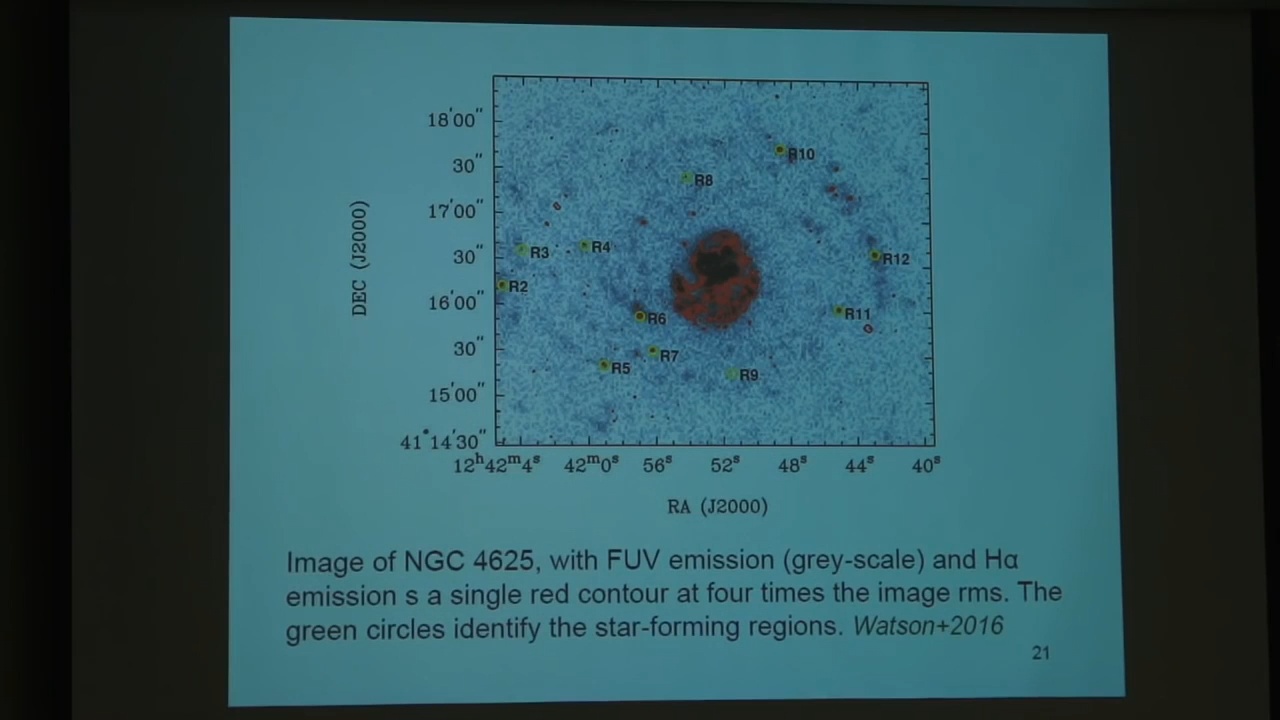 18'00"
R10
30"
R8
17'00"
DEC (J2000)
R3
R4
30"
R12
R2
16'00"
R6
R11
30"
R7
R5
R9
15'00"
41°14'30"
12h42m4s 42m0s 56s 52s 48s 44s 40s
RA (J2000)
Image of NGC 4625, with FUV emission (grey-scale) and Hα
emission s a single red contour at four times the image rms. The
green circles identify the star-forming regions. Watson+2016
21